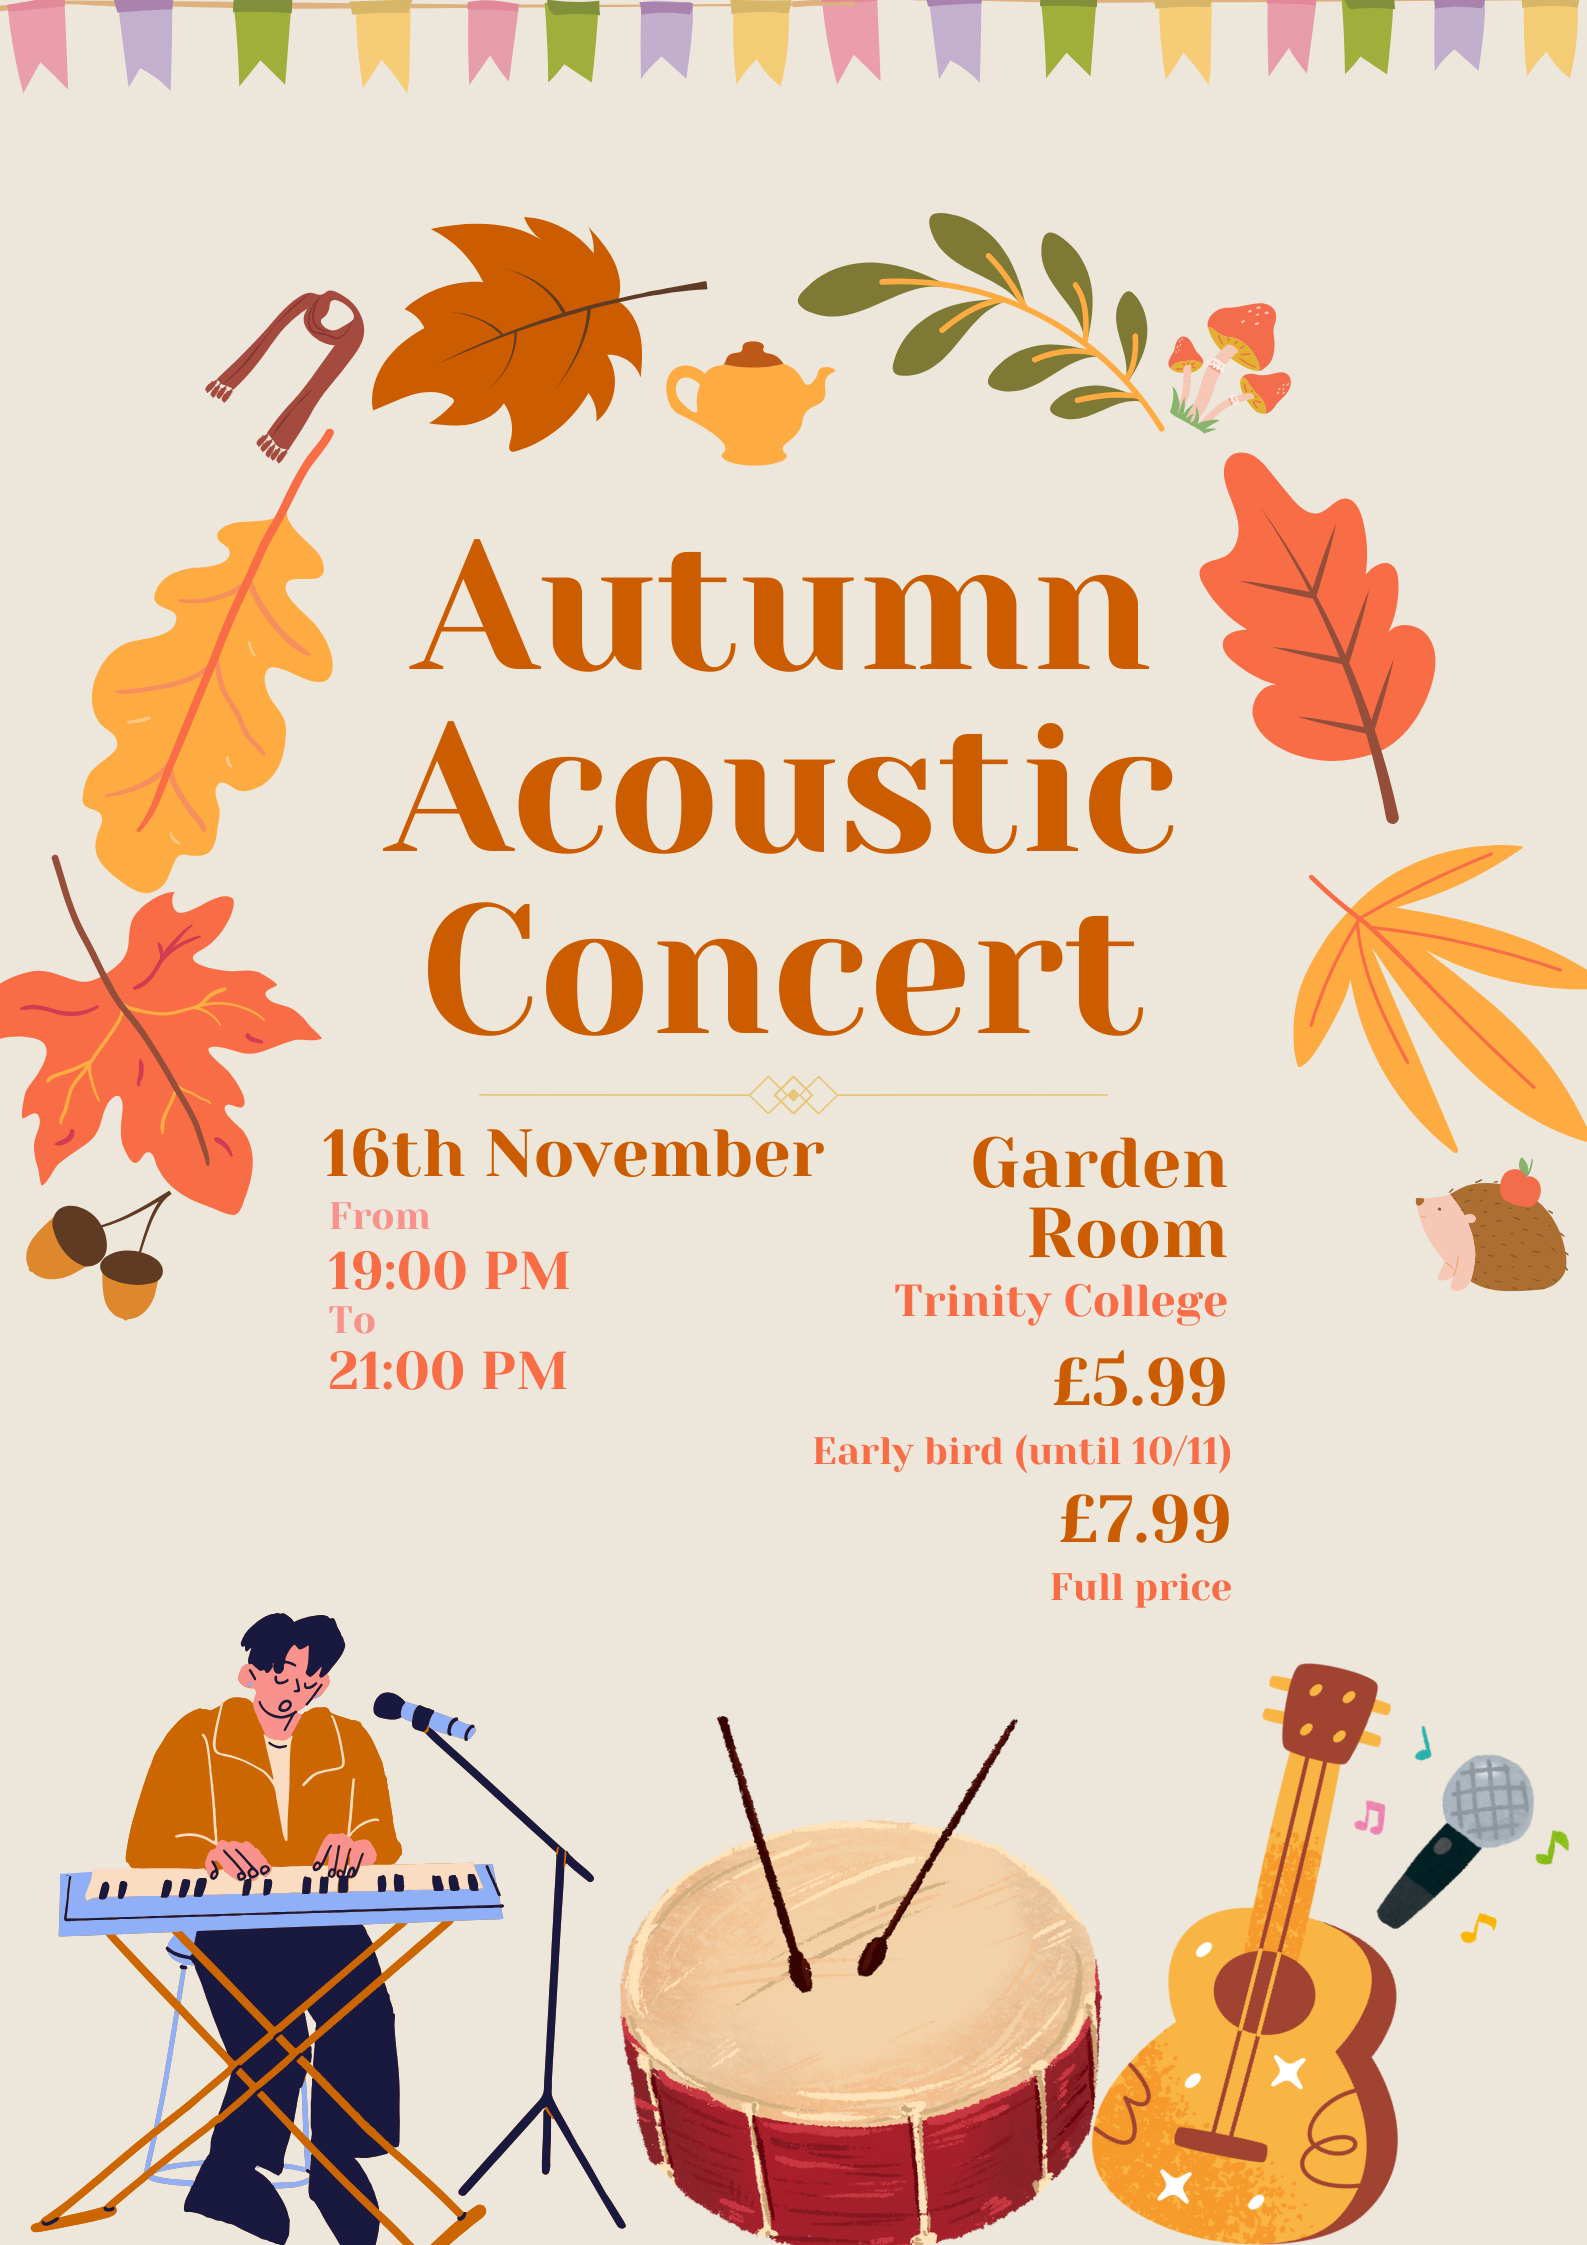 Autumn
Acoustic
Concert
16th November
From
19:00 PM
To
21:00 PM
Garden
Room
Trinity College
£5.99
Early bird (until 10/11)
£7.99
Full price